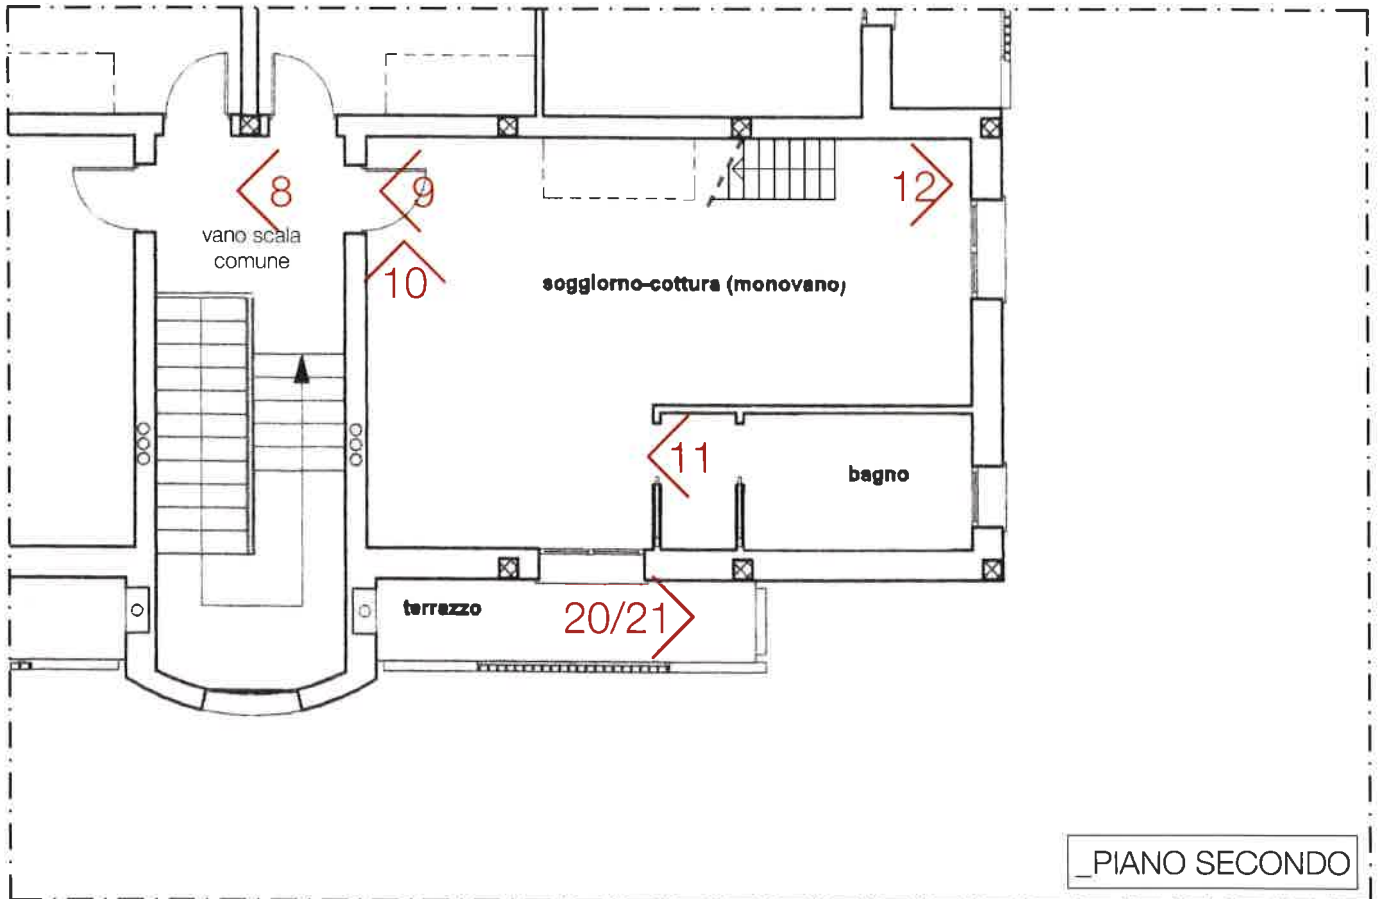 8
9
12
vano scala
comune
10
soggiorno-cottura (monovano)
11
bagno
terrazzo
20/21
_PIANO SECONDO